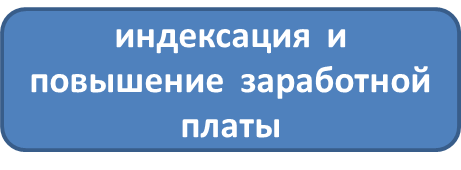 индексация и
повышение заработной
платы